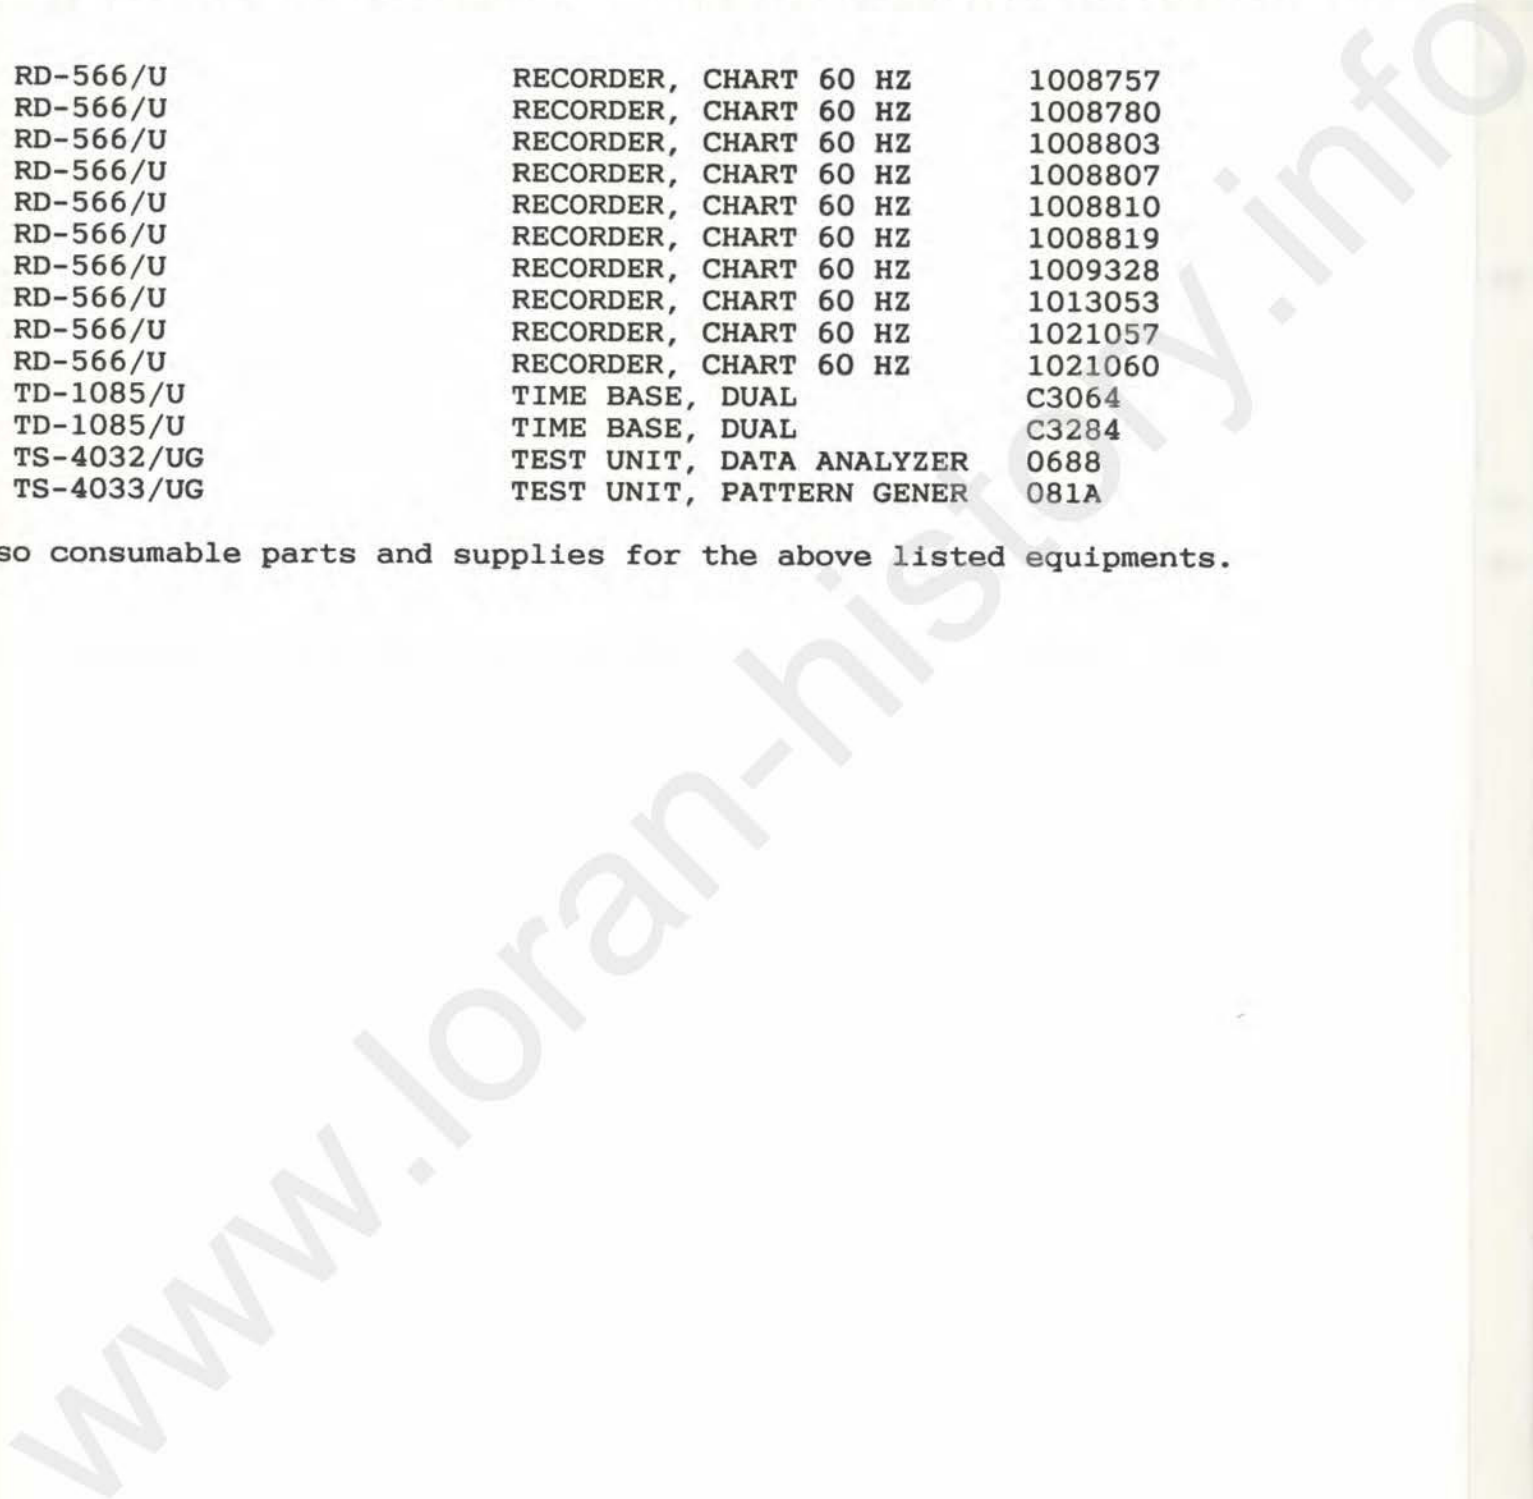 RD-566/U RECORDER, CHART 60 HZ 1008757
RD-566/U RECORDER, CHART 60 HZ 1008780
RD-566/U RECORDER, CHART 60 HZ 1008803
RD-566/U RECORDER, CHART 60 HZ 1008807
RD-566/U RECORDER, CHART 60 HZ 1008810
RD-566/U RECORDER, CHART 60 HZ 1008819
RD-566/U RECORDER, CHART 60 HZ 1009328
RD-566/U RECORDER, CHART 60 HZ 1013053
RD-566/U RECORDER, CHART 60 HZ 1021057
RD-566/U RECORDER, CHART 60 HZ 1021060
TD-1085/U TIME BASE, DUAL C3064
TD-1085/U TIME BASE, DUAL C3284
TS-4032/UG TEST UNIT, DATA ANALYZER 0688
TS-4033/UG TEST UNIT, PATTERN GENER 081A
so consumable parts and supplies for the above listed equipments.
www.loran-history.info